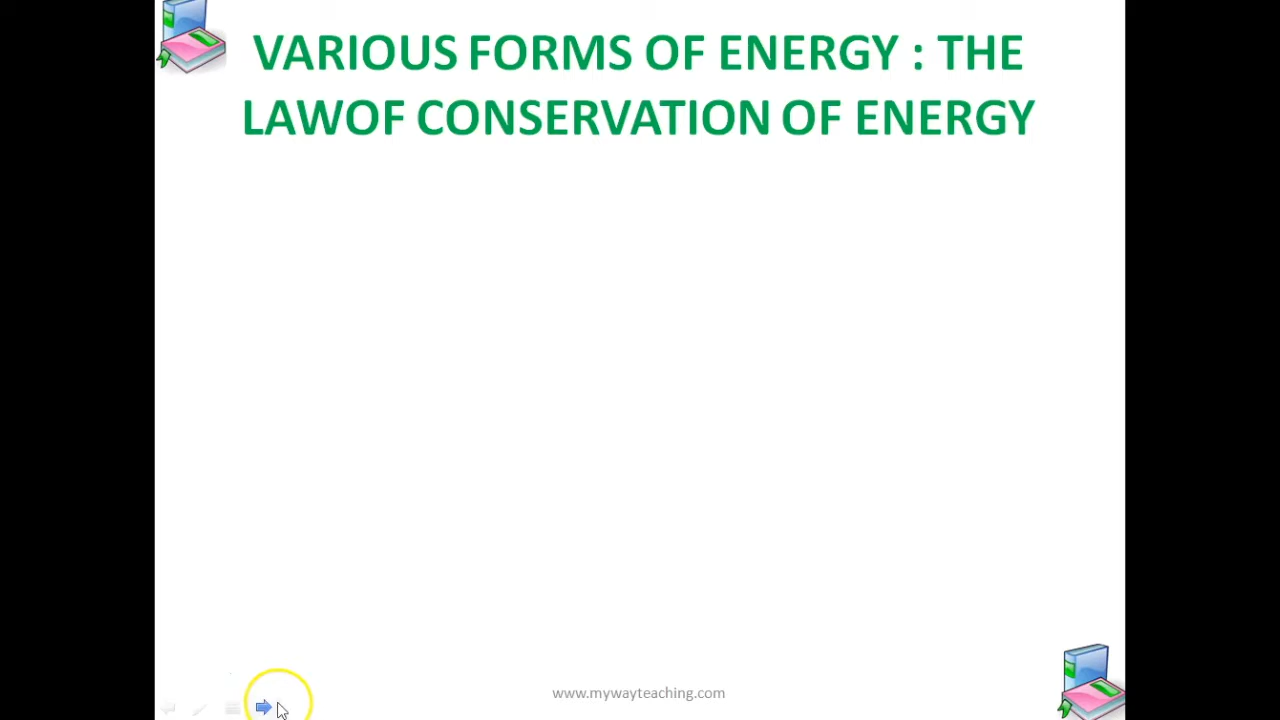 VARIOUS FORMS OF ENERGY : THE
LAWOF CONSERVATION OF ENERGY
www.mywayteaching.com